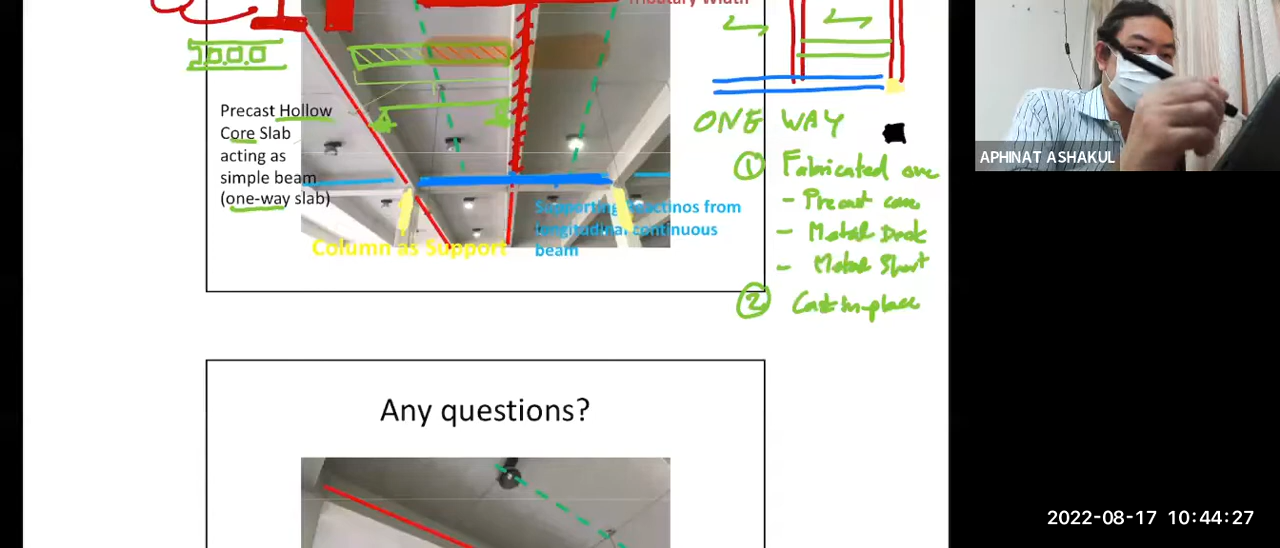 Tributary Width
Precast Hollow
Core Slab
acting as
simple beam
(one-way slab)
Column as Support
Supporting Reactinos from
longitudinal continuous
beam
ONE WAY
① Fabricated one
- Precast
- Metal Deck
- Metal Sheet
② Cast-in-place
Any questions?
APHINAT ASHAKUL
2022-08-17 10:44:27